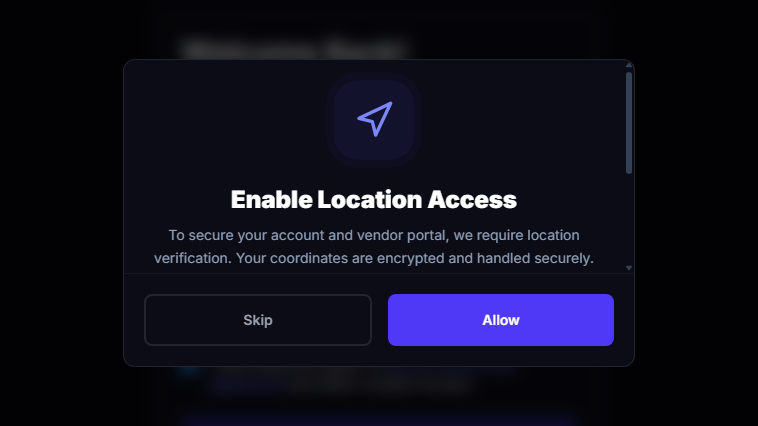 Enable Location Access
To secure your account and vendor portal, we require location
verification. Your coordinates are encrypted and handled securely.
Skip
Allow